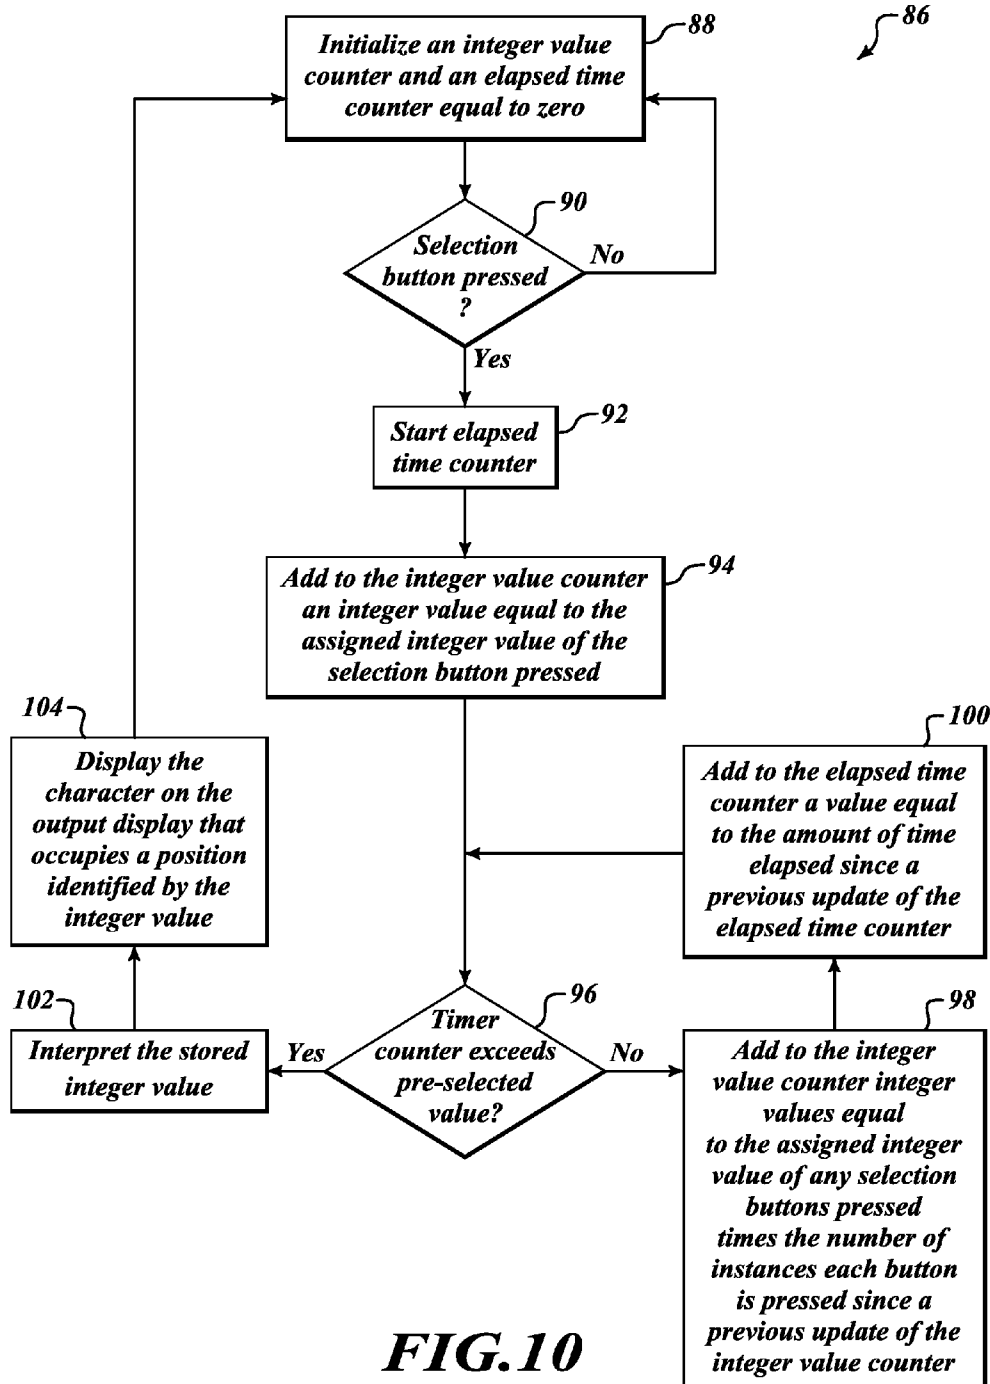 86
88
Initialize an integer value
counter and an elapsed time
counter equal to zero
90
Selection
button pressed
?
No
Yes
92
Start elapsed
time counter
94
Add to the integer value counter
an integer value equal to the
assigned integer value of the
selection button pressed
104
Display the
character on the
output display that
occupies a position
identified by the
integer value
100
Add to the elapsed time
counter a value equal
to the amount of time
elapsed since a
previous update of the
elapsed time counter
102
Interpret the stored
integer value
Yes
96
Timer
counter exceeds
pre-selected
value?
No
98
Add to the integer
value counter integer
values equal
to the assigned integer
value of any selection
buttons pressed
times the number of
instances each button
is pressed since a
previous update of the
integer value counter
FIG.10